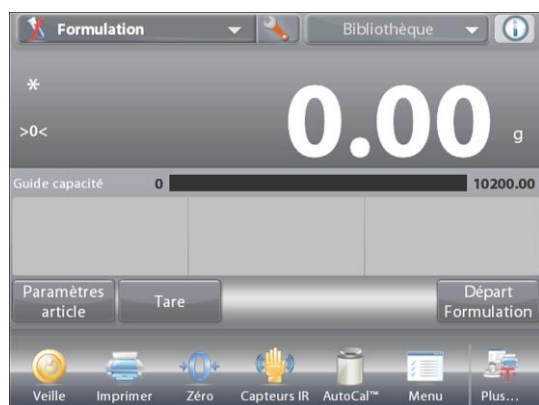 Formulation
Bibliothèque
*
>0<
0.00 g
Guide capacité 0 10200.00
Paramètres
article
Tare
Départ
Formulation
Veille Imprimer Zéro Capteurs IR AutoCal™ Menu Plus...